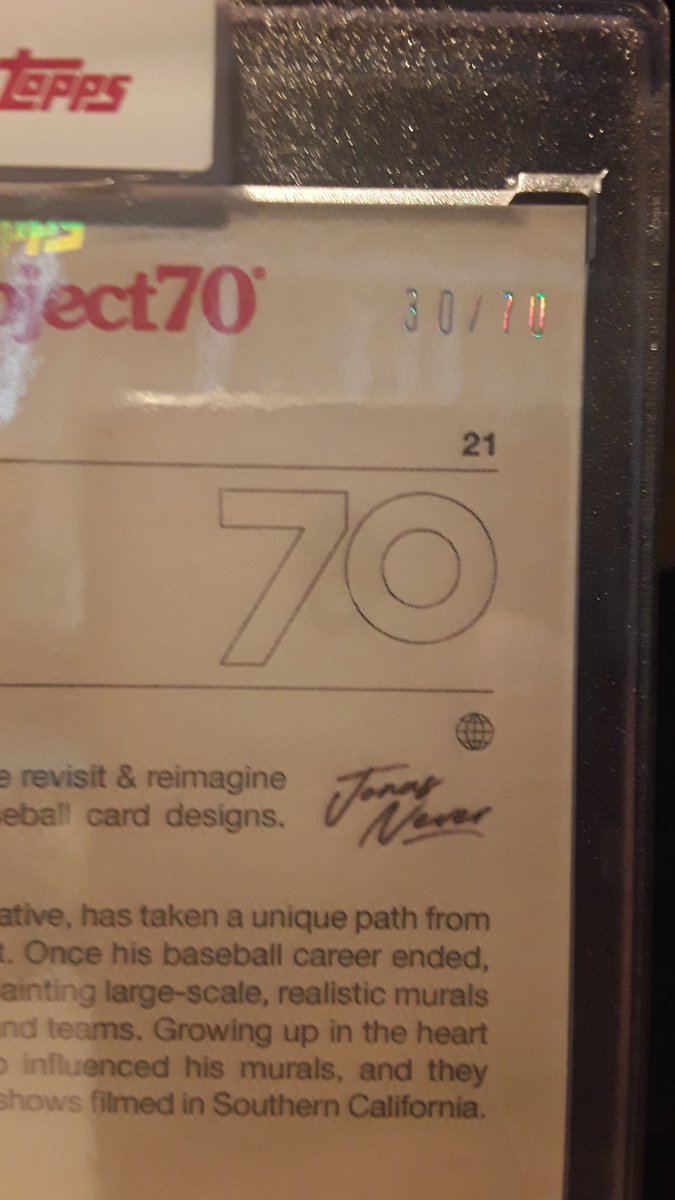 topps
oject70
30/70
21
70
e revisit & reimagine
eball card designs.
Jonas
Never
ative, has taken a unique path from
t. Once his baseball career ended,
ainting large-scale, realistic murals
nd teams. Growing up in the heart
o influenced his murals, and they
shows filmed in Southern California.